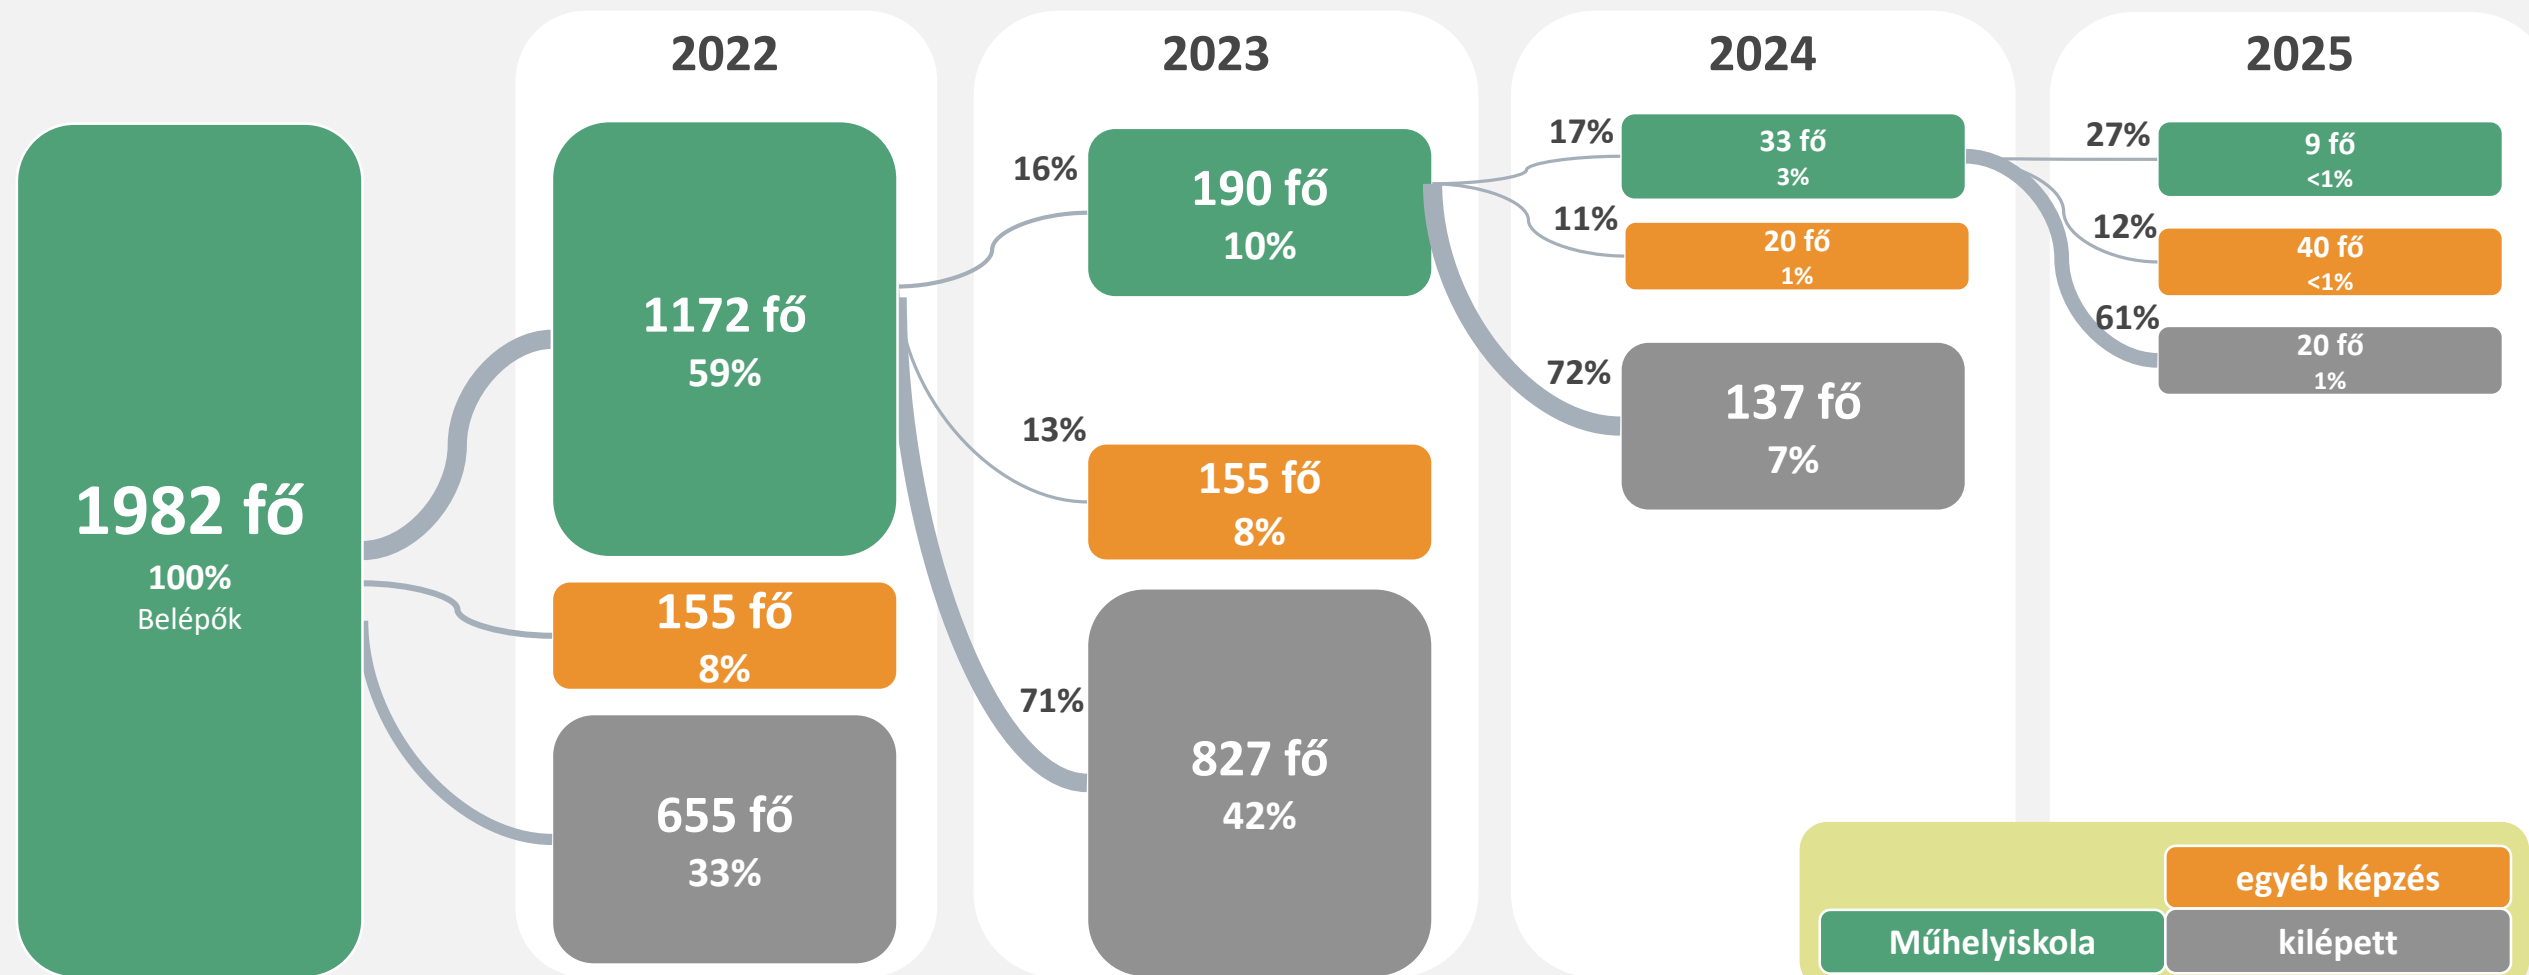 1982 fő
100%
Belépők
2022
1172 fő
59%
155 fő
8%
655 fő
33%
2023
16%
190 fő
10%
13%
155 fő
8%
71%
827 fő
42%
2024
17%
33 fő
3%
11%
20 fő
1%
72%
137 fő
7%
2025
27%
9 fő
<1%
12%
40 fő
<1%
61%
20 fő
1%
egyéb képzés
Műhelyiskola
kilépett